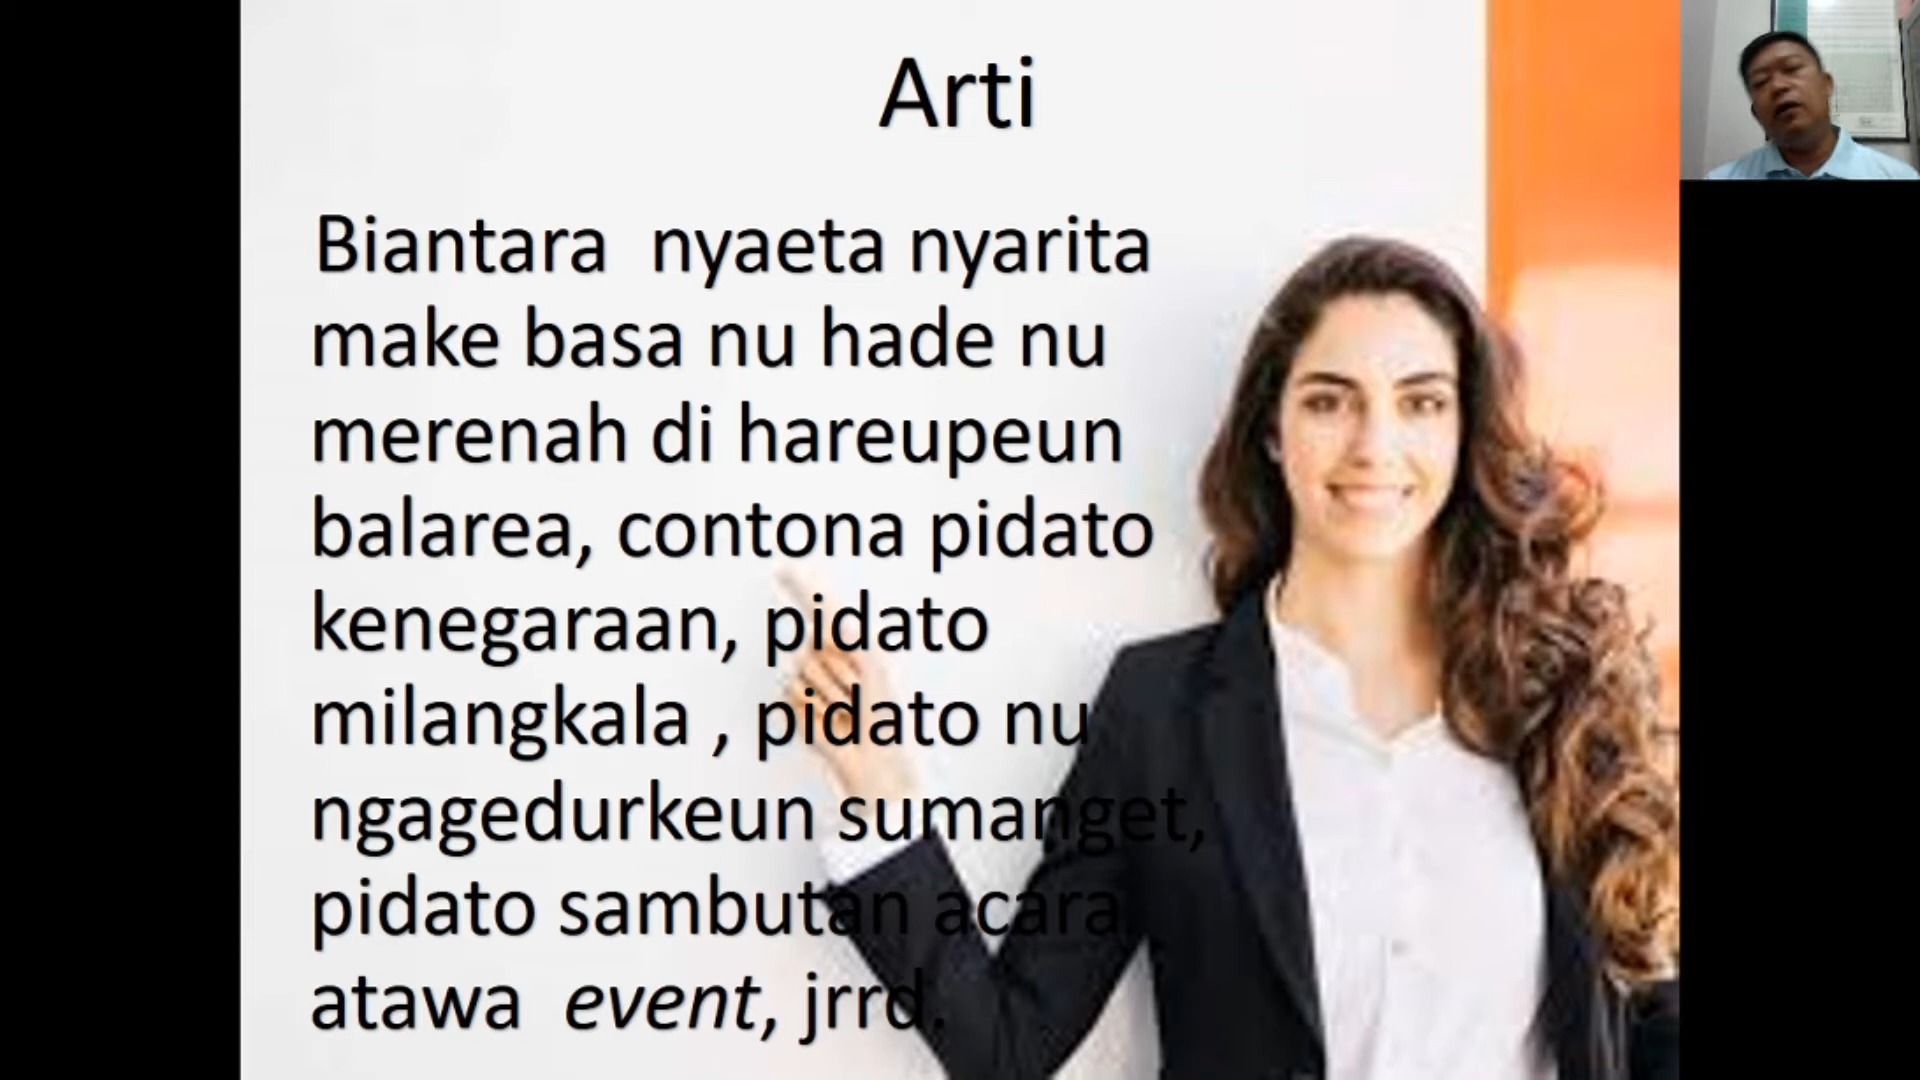 Arti
Biantara nyaeta nyarita
make basa nu hade nu
merenah di hareupeun
balarea, contona pidato
kenegaraan, pidato
milangkala , pidato nu
ngagedurkeun sumanget,
pidato sambutan acara
atawa event, jrrd.